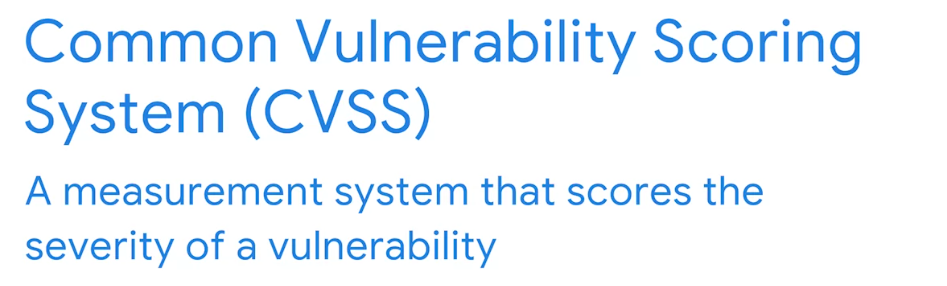 Common Vulnerability Scoring
System (CVSS)
A measurement system that scores the
severity of a vulnerability